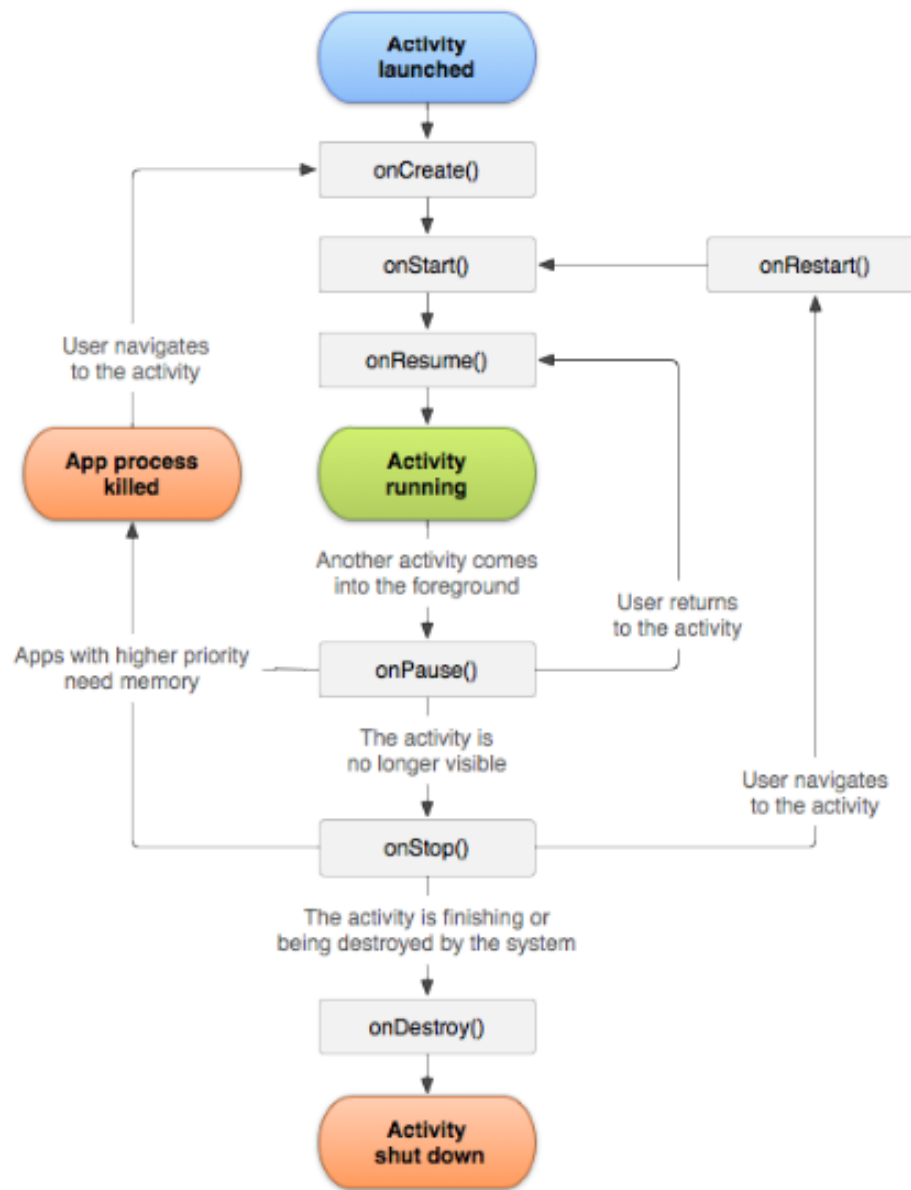 Activity
launched
onCreate()
onStart()
onRestart()
User navigates
to the activity
onResume()
App process
killed
Activity
running
Another activity comes
into the foreground
User returns
to the activity
Apps with higher priority
need memory
onPause()
The activity is
no longer visible
User navigates
to the activity
onStop()
The activity is finishing or
being destroyed by the system
onDestroy()
Activity
shut down